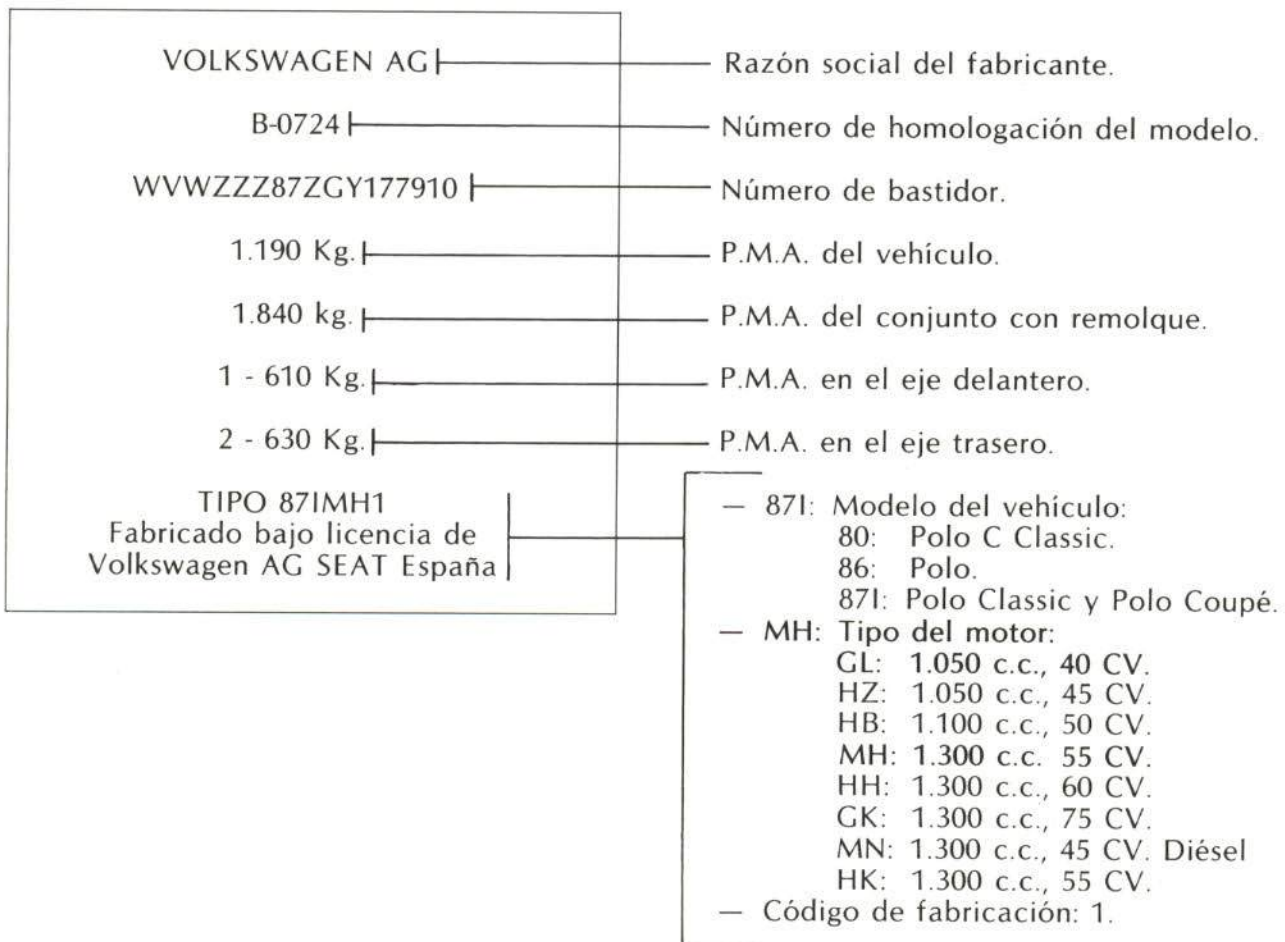 VOLKSWAGEN AG
Razón social del fabricante.
B-0724
Número de homologación del modelo.
WVWZZZ87ZGY177910
Número de bastidor.
1.190 Kg.
P.M.A. del vehículo.
1.840 kg.
P.M.A. del conjunto con remolque.
1 - 610 Kg.
P.M.A. en el eje delantero.
2 - 630 Kg.
P.M.A. en el eje trasero.
TIPO 87IMH1
Fabricado bajo licencia de
Volkswagen AG SEAT España
— 87I: Modelo del vehículo:
80: Polo C Classic.
86: Polo.
87I: Polo Classic y Polo Coupé.
— MH: Tipo del motor:
GL: 1.050 c.c., 40 CV.
HZ: 1.050 c.c., 45 CV.
HB: 1.100 c.c., 50 CV.
MH: 1.300 c.c. 55 CV.
HH: 1.300 c.c., 60 CV.
GK: 1.300 c.c., 75 CV.
MN: 1.300 c.c., 45 CV. Diésel
HK: 1.300 c.c., 55 CV.
— Código de fabricación: 1.